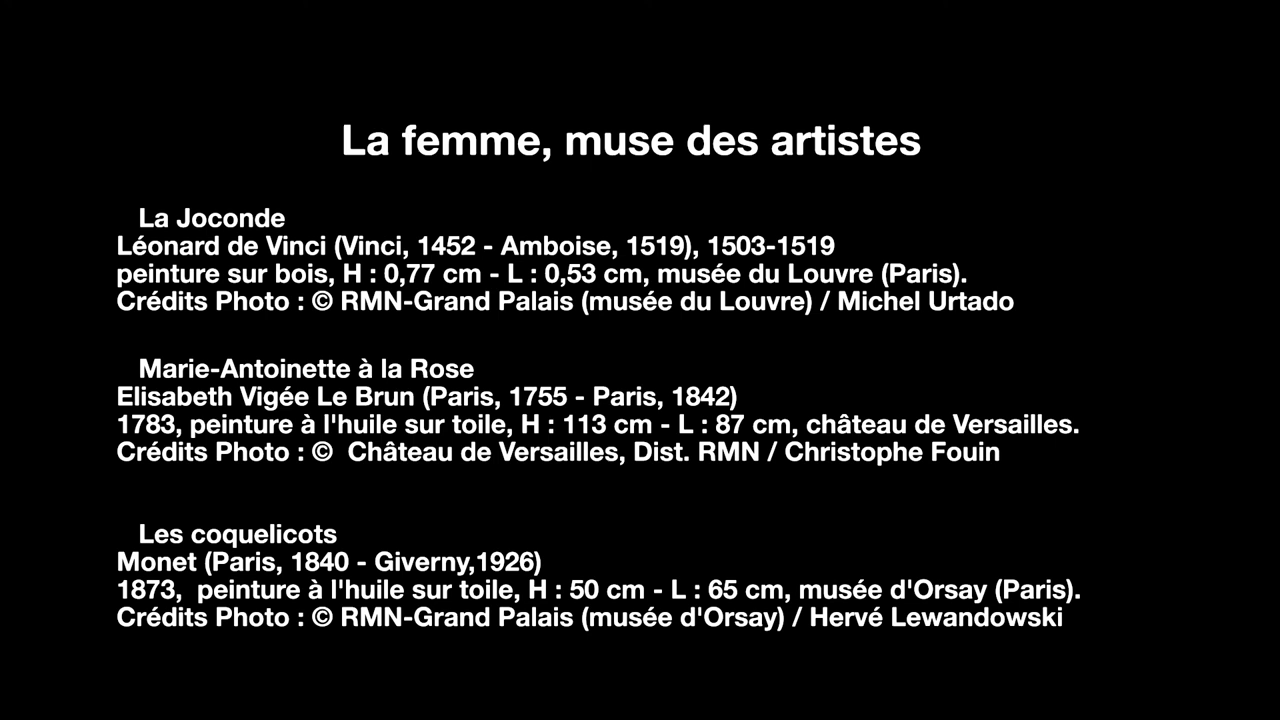 La femme, muse des artistes
La Joconde
Léonard de Vinci (Vinci, 1452 - Amboise, 1519), 1503-1519
peinture sur bois, H : 0,77 cm - L : 0,53 cm, musée du Louvre (Paris).
Crédits Photo : © RMN-Grand Palais (musée du Louvre) / Michel Urtado
Marie-Antoinette à la Rose
Elisabeth Vigée Le Brun (Paris, 1755 - Paris, 1842)
1783, peinture à l'huile sur toile, H : 113 cm - L : 87 cm, château de Versailles.
Crédits Photo : ©  Château de Versailles, Dist. RMN / Christophe Fouin
Les coquelicots
Monet (Paris, 1840 - Giverny,1926)
1873,  peinture à l'huile sur toile, H : 50 cm - L : 65 cm, musée d'Orsay (Paris).
Crédits Photo : © RMN-Grand Palais (musée d'Orsay) / Hervé Lewandowski